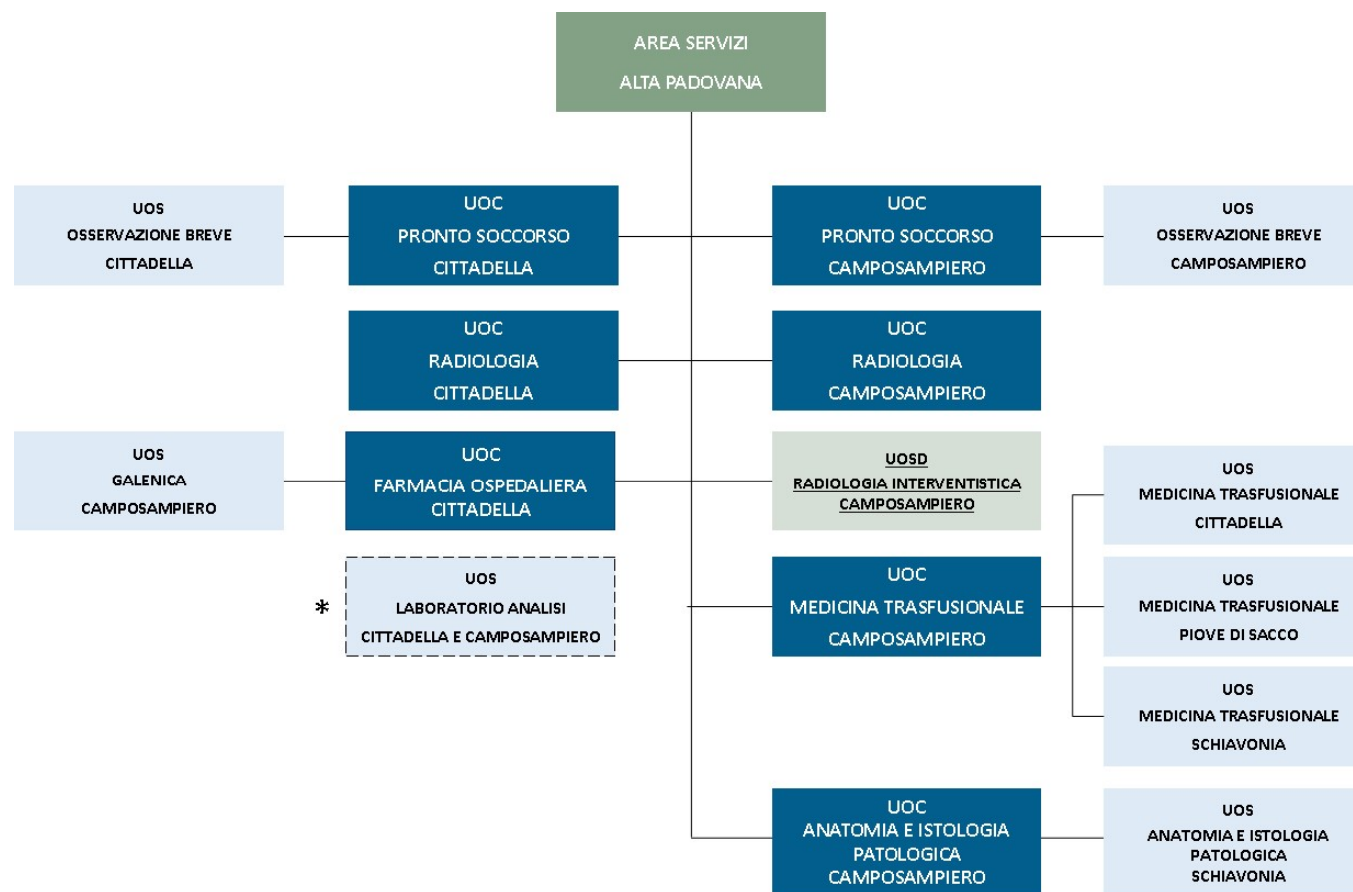 AREA SERVIZI
ALTA PADOVANA
UOS
OSSERVAZIONE BREVE
CITTADELLA
UOC
PRONTO SOCCORSO
CITTADELLA
UOC
PRONTO SOCCORSO
CAMPOSAMPIERO
UOS
OSSERVAZIONE BREVE
CAMPOSAMPIERO
UOC
RADIOLOGIA
CITTADELLA
UOC
RADIOLOGIA
CAMPOSAMPIERO
UOS
GALENICA
CAMPOSAMPIERO
UOC
FARMACIA OSPEDALIERA
CITTADELLA
UOSD
RADIOLOGIA INTERVENTISTICA
CAMPOSAMPIERO
UOS
MEDICINA TRASFUSIONALE
CITTADELLA
*
UOS
LABORATORIO ANALISI
CITTADELLA E CAMPOSAMPIERO
UOC
MEDICINA TRASFUSIONALE
CAMPOSAMPIERO
UOS
MEDICINA TRASFUSIONALE
PIOVE DI SACCO
UOS
MEDICINA TRASFUSIONALE
SCHIAVONIA
UOC
ANATOMIA E ISTOLOGIA
PATOLOGICA
CAMPOSAMPIERO
UOS
ANATOMIA E ISTOLOGIA
PATOLOGICA
SCHIAVONIA